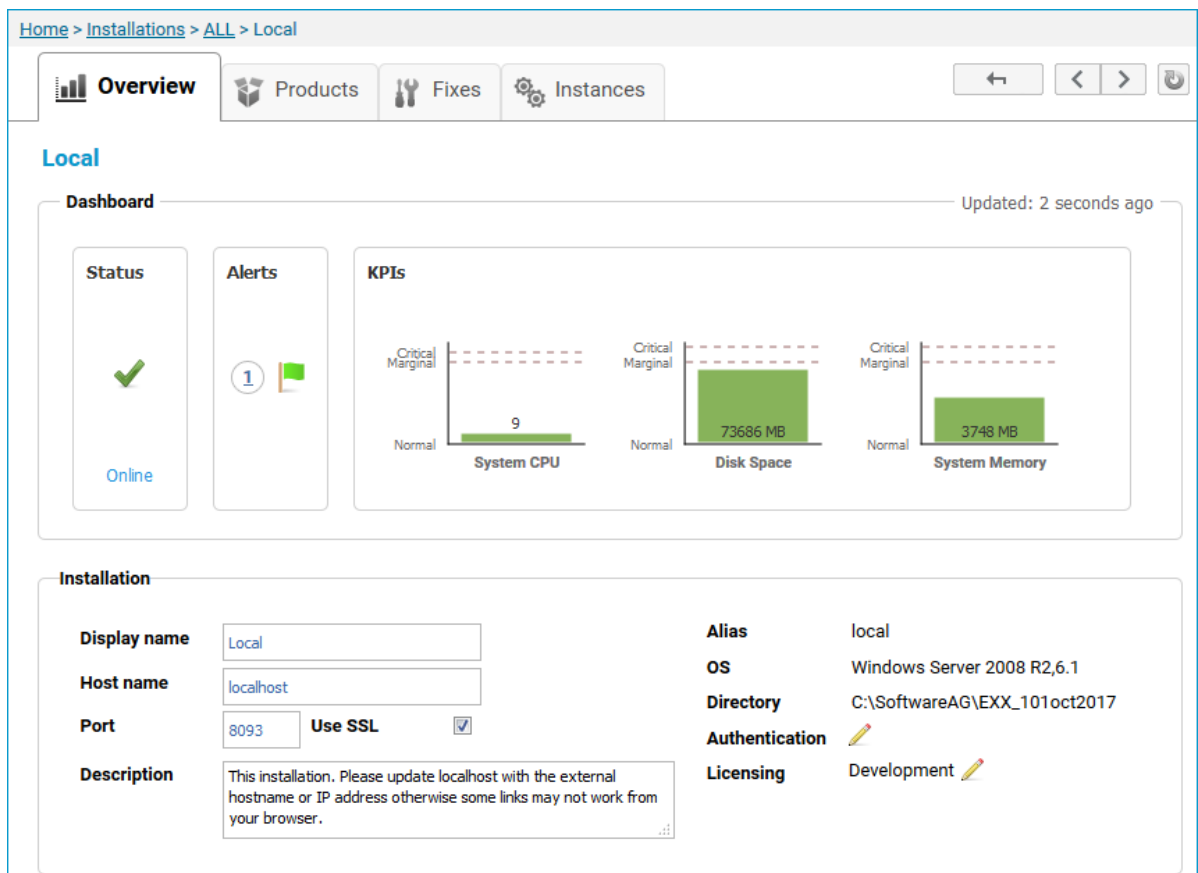 Home > Installations > ALL > Local
Overview
Products
Fixes
Instances
Local
Dashboard
Updated: 2 seconds ago
Status
Online
Alerts
1
KPIs
Critical
Marginal
Normal
9
System CPU
Critical
Marginal
Normal
73686 MB
Disk Space
Critical
Marginal
Normal
3748 MB
System Memory
Installation
Display name Local
Host name localhost
Port 8093 Use SSL
Description This installation. Please update localhost with the external
hostname or IP address otherwise some links may not work from
your browser.
Alias local
OS Windows Server 2008 R2,6.1
Directory C:\SoftwareAG\EXX_101oct2017
Authentication
Licensing Development